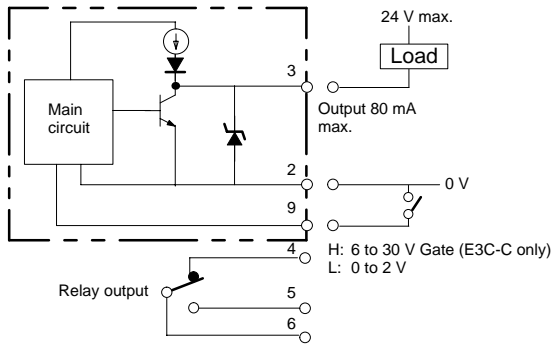 24 V max.
Load
3
Output 80 mA
max.
Main
circuit
2
0 V
9
H: 6 to 30 V Gate (E3C-C only)
L: 0 to 2 V
4
Relay output
5
6